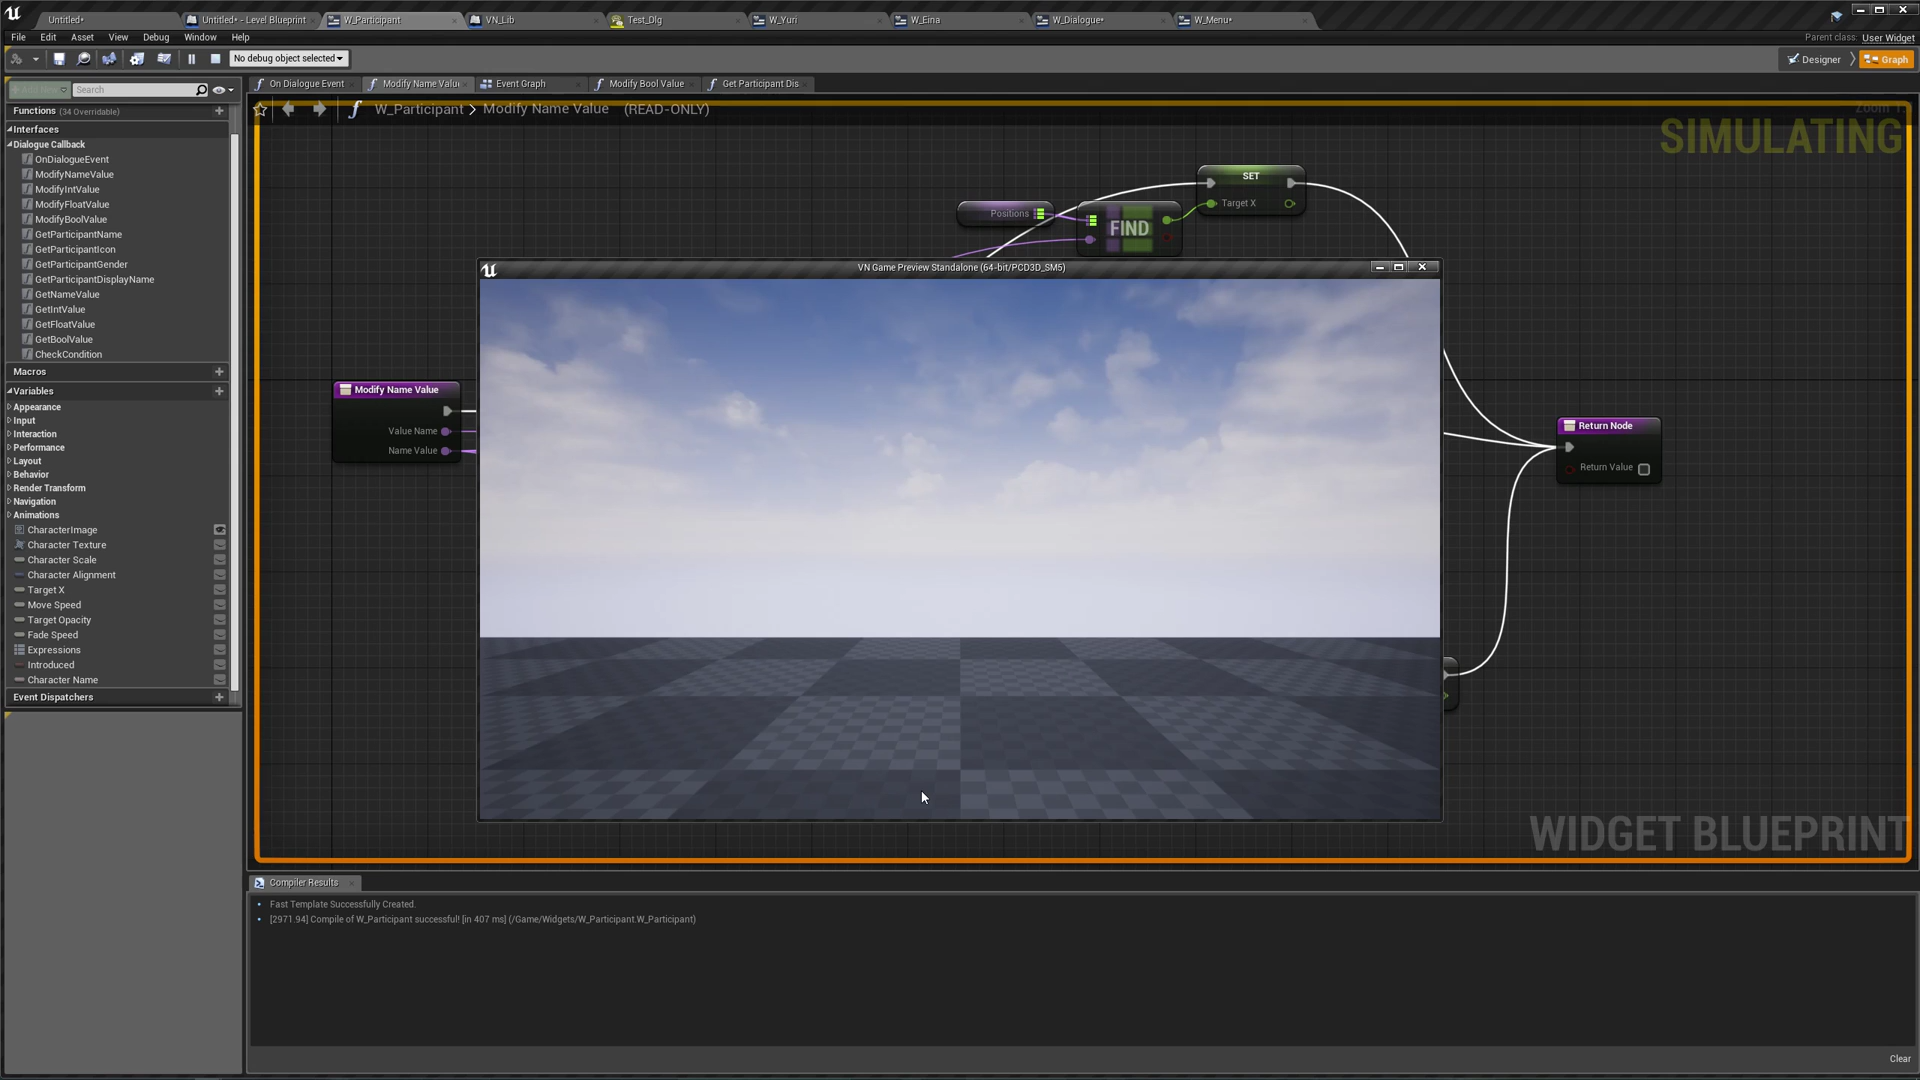 Untitled*
Untitled* - Level Blueprint
W_Participant
VN_Lib
Test_Dlg
W_Yuri
W_Eina
W_Dialogue*
W_Menu*
File Edit Asset View Debug Window Help
Parent class: User Widget
No debug object selected
Designer
Graph
Search
On Dialogue Event
Modify Name Value
Event Graph
Modify Bool Value
Get Participant Dis
W_Participant > Modify Name Value (READ-ONLY)
SIMULATING
Functions (34 Overridable)
Interfaces
Dialogue Callback
OnDialogueEvent
ModifyNameValue
ModifyIntValue
ModifyFloatValue
ModifyBoolValue
GetParticipantName
GetParticipantIcon
GetParticipantGender
GetParticipantDisplayName
GetNameValue
GetIntValue
GetFloatValue
GetBoolValue
CheckCondition
Macros
Variables
Appearance
Input
Interaction
Performance
Layout
Behavior
Render Transform
Navigation
Animations
CharacterImage
Character Texture
Character Scale
Character Alignment
Target X
Move Speed
Target Opacity
Fade Speed
Expressions
Introduced
Character Name
Event Dispatchers
Positions
FIND
SET
Target X
VN Game Preview Standalone (64-bit/PCD3D_SM5)
Modify Name Value
Value Name
Name Value
Return Node
Return Value
WIDGET BLUEPRINT
Compiler Results
Fast Template Successfully Created.
[2971.94] Compile of W_Participant successful! [in 407 ms] (/Game/Widgets/W_Participant.W_Participant)
Clear